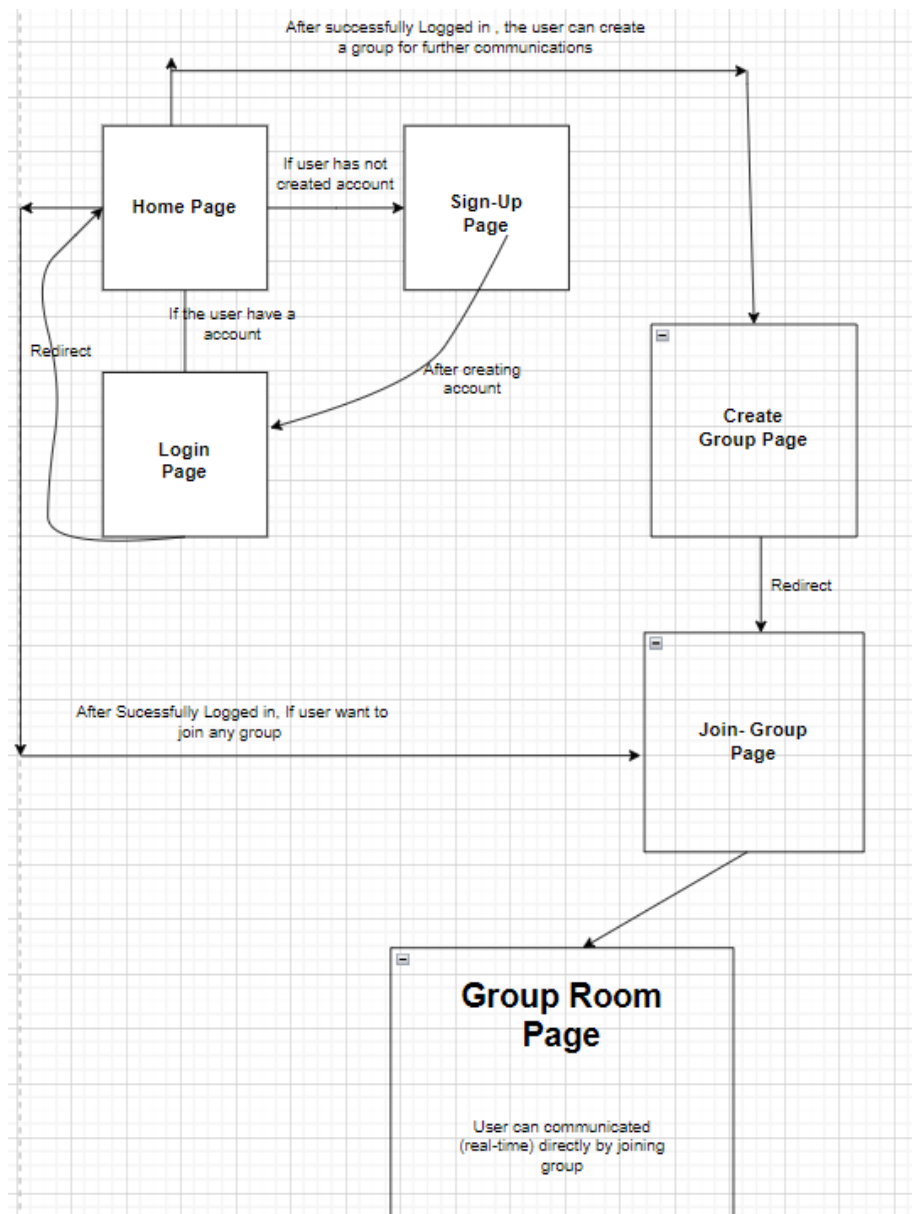 After successfully Logged in , the user can create
a group for further communications
If user has not
created account
Home Page
Sign-Up
Page
If the user have a
account
Redirect
After creating
account
Login
Page
Create
Group Page
Redirect
After Sucessfully Logged in, If user want to
join any group
Join- Group
Page
Group Room
Page
User can communicated
(real-time) directly by joining
group